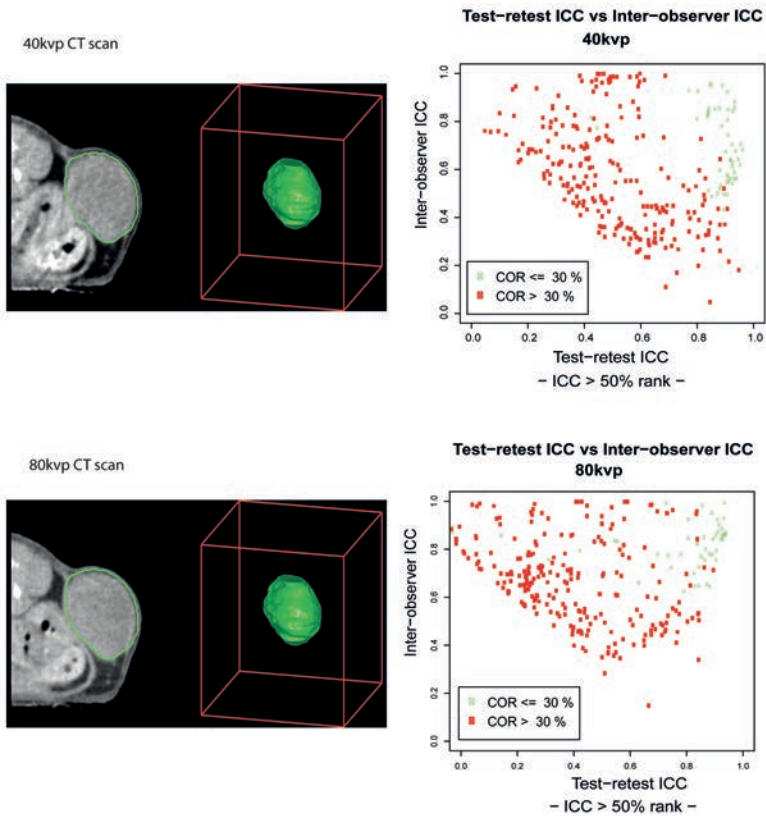 40kvp CT scan
Test-retest ICC vs Inter-observer ICC
40kvp
Inter-observer ICC
1.0
0.8
0.6
0.4
0.2
0.0
COR <= 30 %
COR > 30 %
0.0 0.2 0.4 0.6 0.8 1.0
Test-retest ICC
- ICC > 50% rank -
80kvp CT scan
Test-retest ICC vs Inter-observer ICC
80kvp
Inter-observer ICC
1.0
0.8
0.6
0.4
0.2
0.0
COR <= 30 %
COR > 30 %
0.0 0.2 0.4 0.6 0.8 1.0
Test-retest ICC
- ICC > 50% rank -